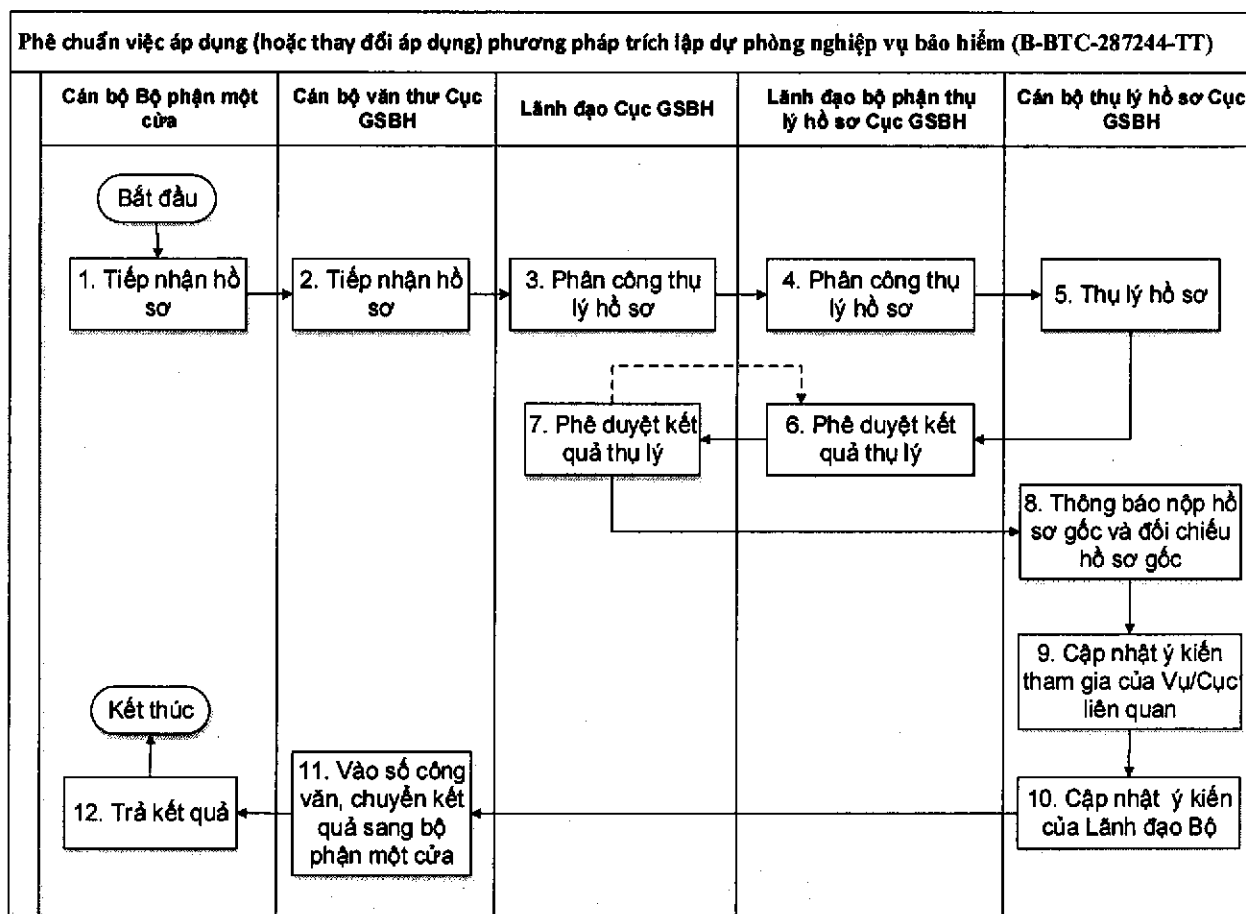 Phê chuẩn việc áp dụng (hoặc thay đổi áp dụng) phương pháp trích lập dự phòng nghiệp vụ bảo hiểm (B-BTC-287244-TT)
Cán bộ Bộ phận một
cửa
Cán bộ văn thư Cục
GSBH
Lãnh đạo Cục GSBH
Lãnh đạo bộ phận thụ
lý hồ sơ Cục GSBH
Cán bộ thụ lý hồ sơ Cục
GSBH
Bắt đầu
1. Tiếp nhận hồ
sơ
2. Tiếp nhận hồ
sơ
3. Phân công thụ
lý hồ sơ
4. Phân công thụ
lý hồ sơ
5. Thụ lý hồ sơ
7. Phê duyệt kết
quả thụ lý
6. Phê duyệt kết
quả thụ lý
8. Thông báo nộp hồ
sơ gốc và đối chiếu
hồ sơ gốc
9. Cập nhật ý kiến
tham gia của Vụ/Cục
liên quan
Kết thúc
12. Trả kết quả
11. Vào số công
văn, chuyển kết
quả sang bộ
phận một cửa
10. Cập nhật ý kiến
của Lãnh đạo Bộ